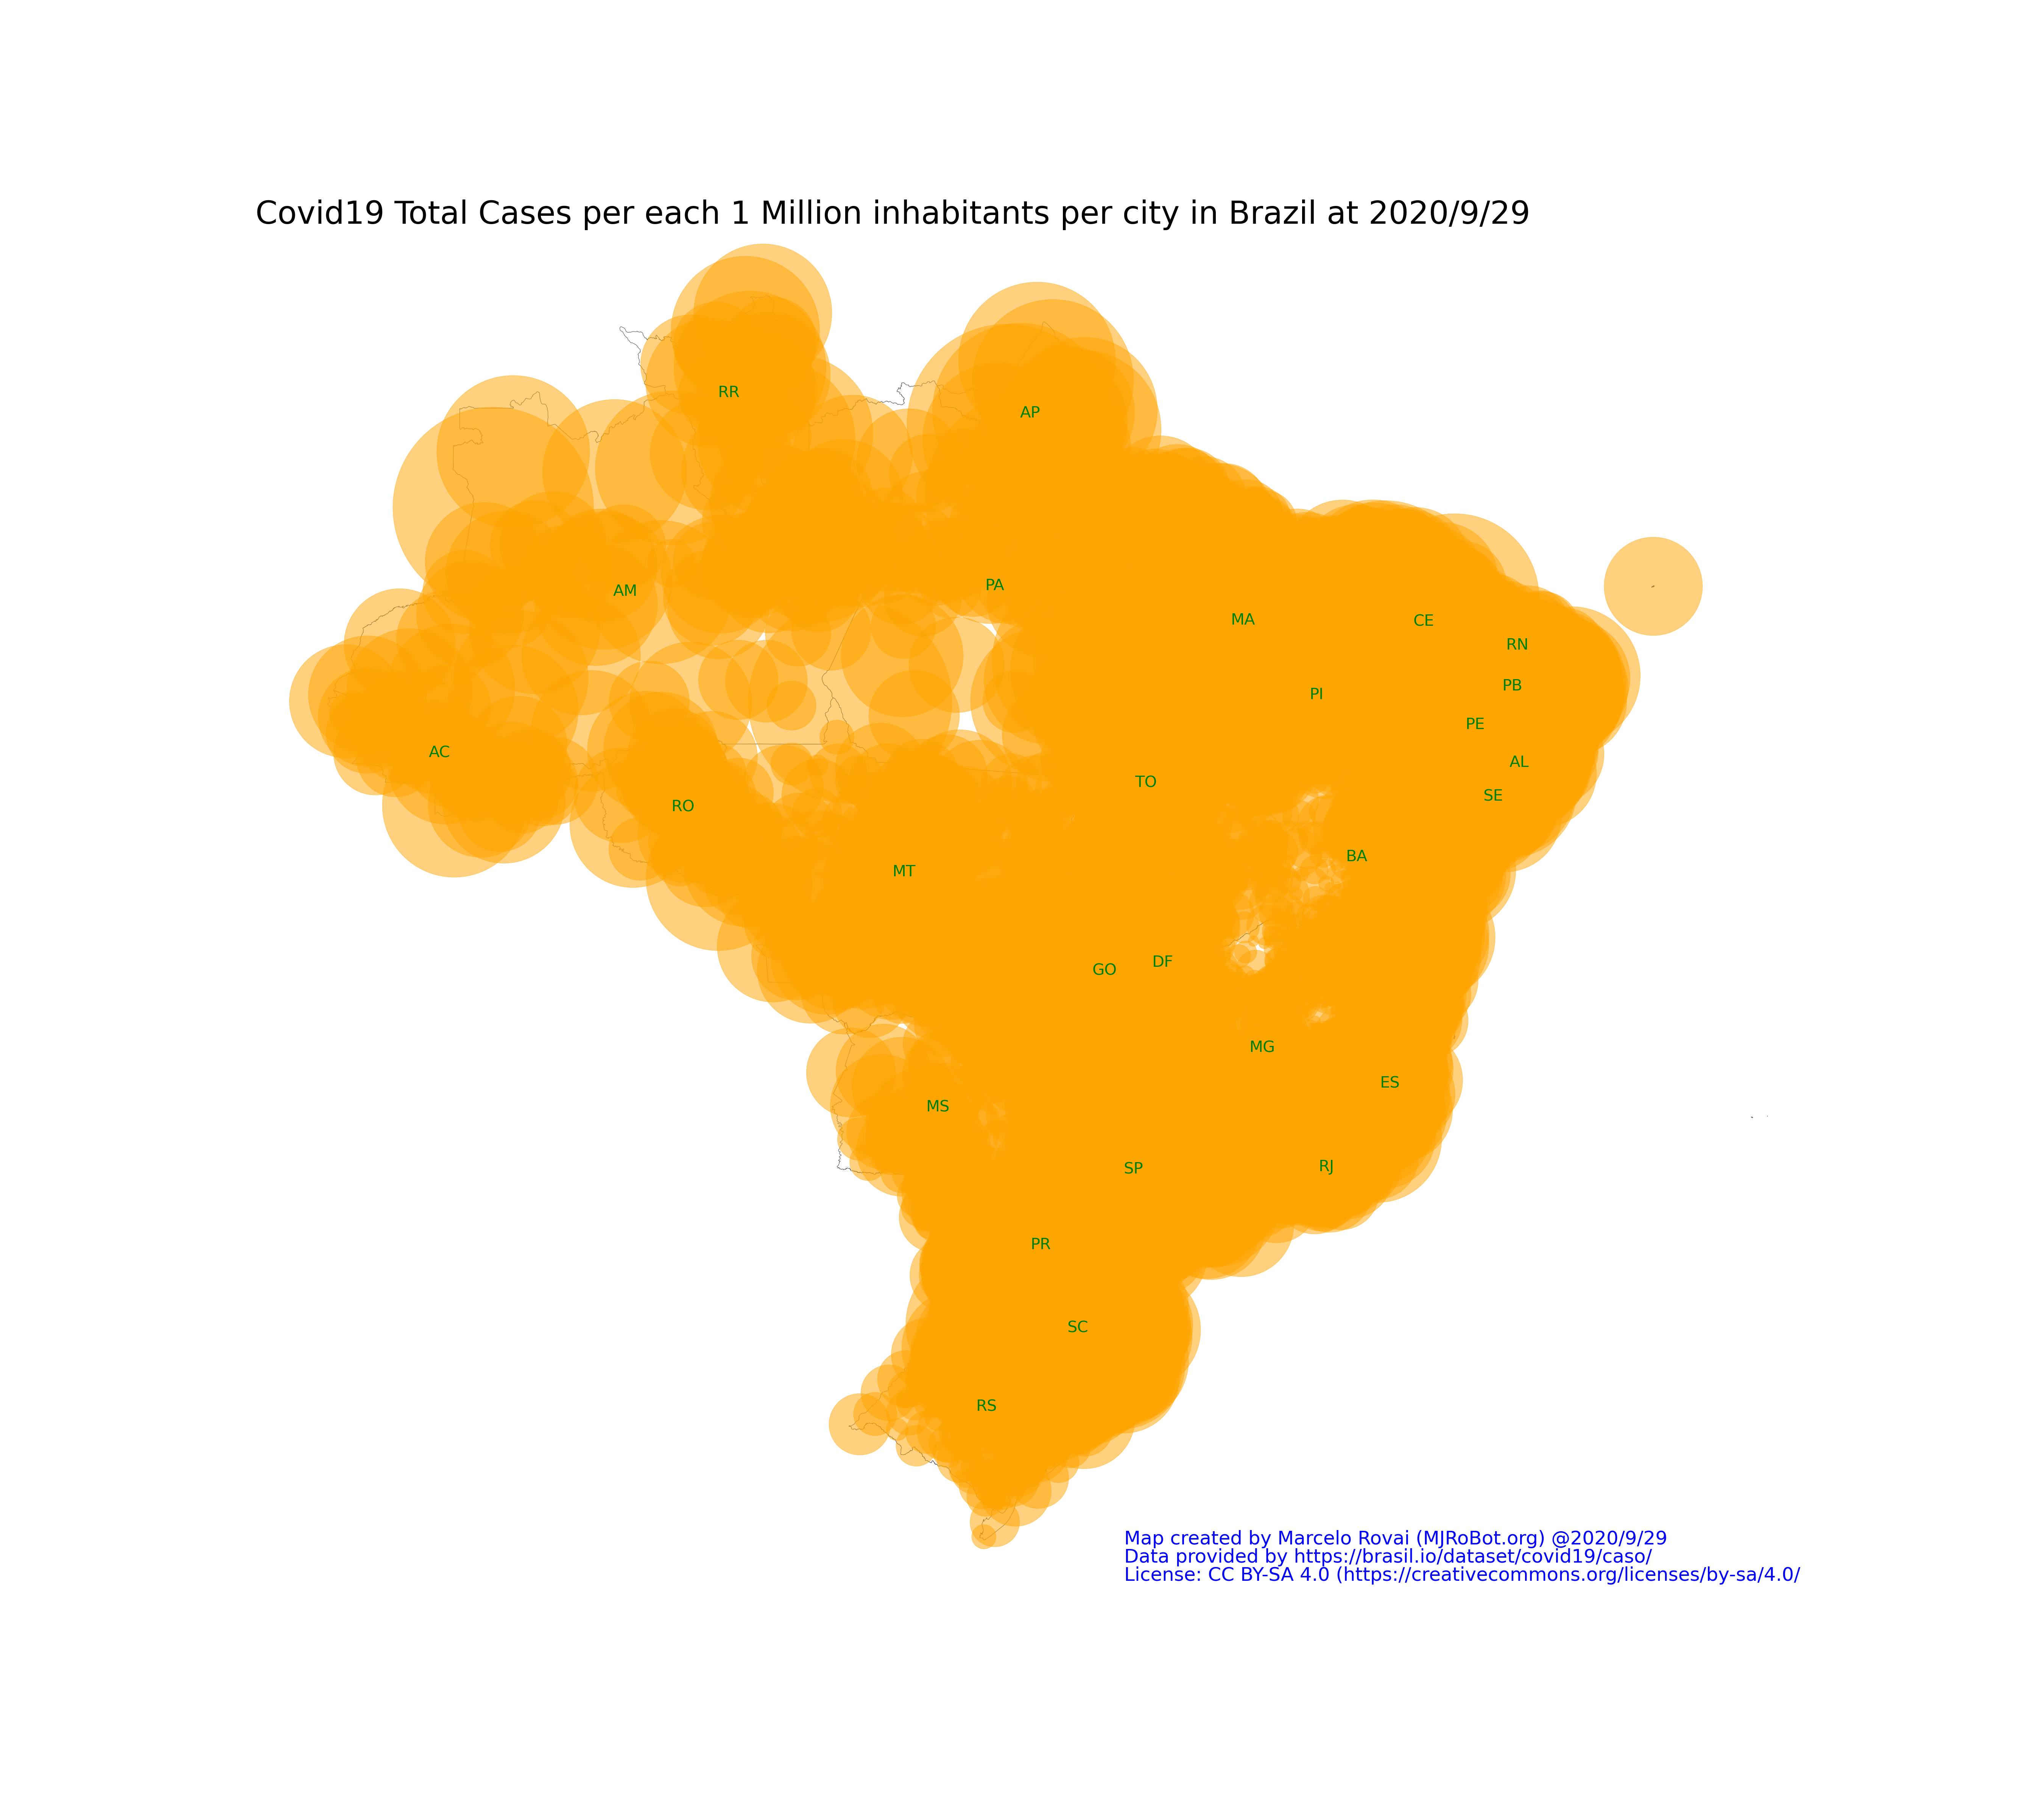 Covid19 Total Cases per each 1 Million inhabitants per city in Brazil at 2020/9/29
RR
AP
AM
PA
MA
CE
RN
PB
PI
PE
AC
AL
TO
SE
RO
BA
MT
DF
GO
MG
ES
MS
RJ
SP
PR
SC
RS
Map created by Marcelo Rovai (MJRoBot.org) @2020/9/29
Data provided by https://brasil.io/dataset/covid19/caso/
License: CC BY-SA 4.0 (https://creativecommons.org/licenses/by-sa/4.0/